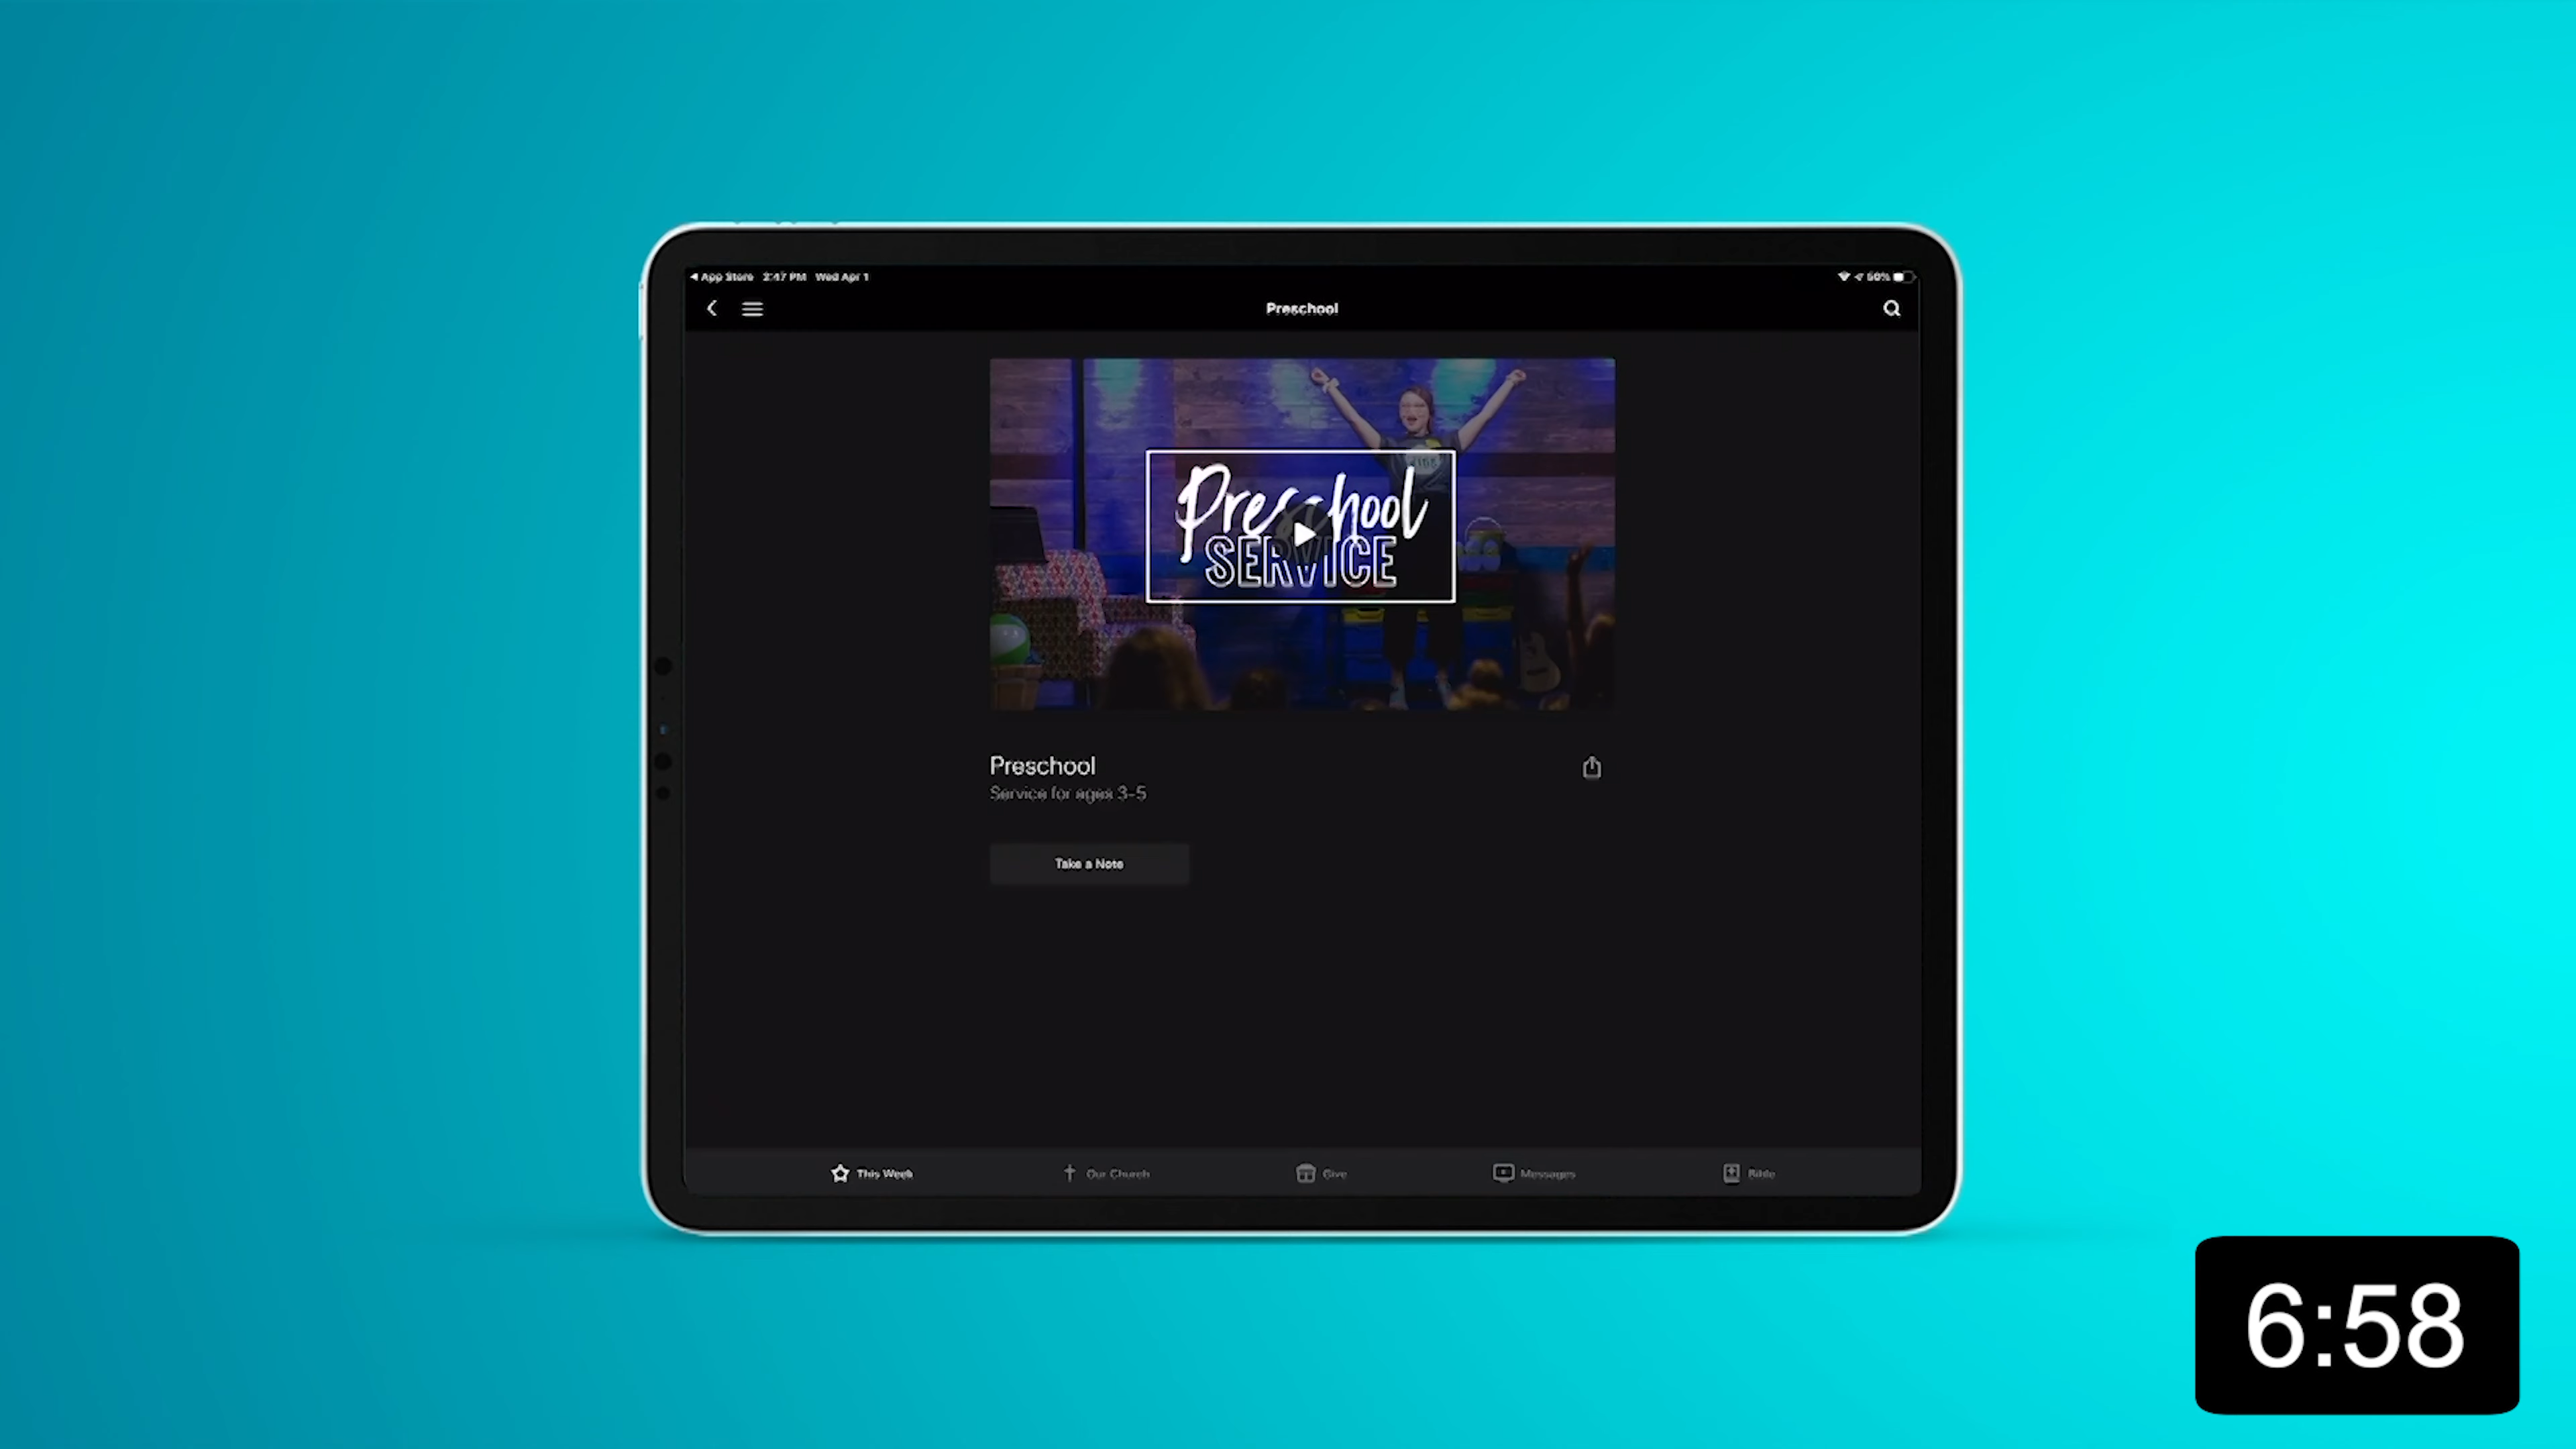 App Store 2:47 PM Wed Apr 1
50%
Preschool
Preschool
SERVICE
Preschool
Service for ages 3-5
Take a Note
This Week
Our Church
Give
Messages
Bible
6:58